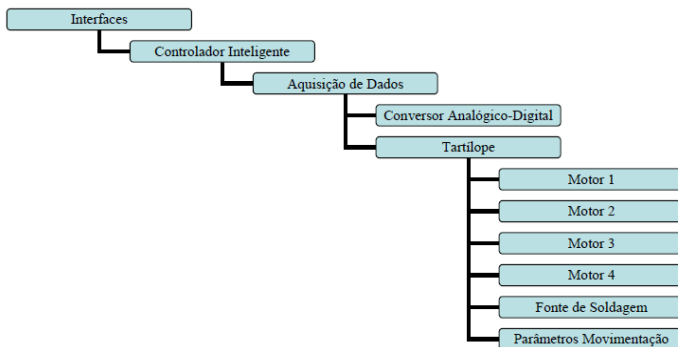 Interfaces
Controlador Inteligente
Aquisição de Dados
Conversor Analógico-Digital
Tartílope
Motor 1
Motor 2
Motor 3
Motor 4
Fonte de Soldagem
Parâmetros Movimentação